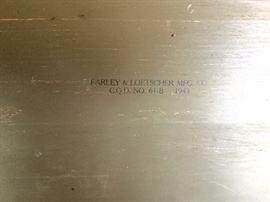 FARLEY & LOETSCHER MFG. CO.
C.Q.D. NO. 61-B 1943